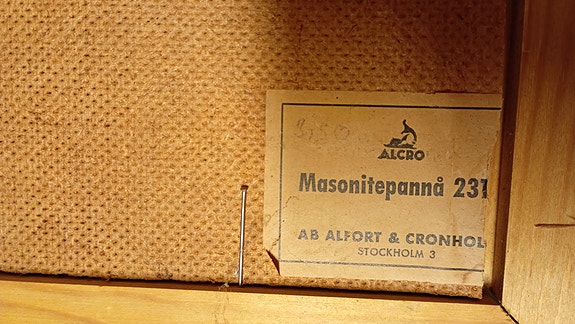 ALCRO
Masonitepannå 231
AB ALFORT & CRONHOL
STOCKHOLM 3